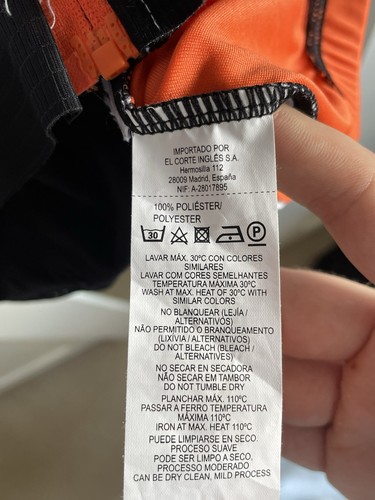 IMPORTADO POR
EL CORTE INGLÉS S.A.
Hermosilla 112
28009 Madrid, España
NIF A-28017895
100% POLIÉSTER/
POLYESTER
30 P
LAVAR MÁX. 30ºC CON COLORES
SIMILARES
LAVAR COM CORES SEMELHANTES
TEMPERATURA MÁXIMA 30ºC
WASH AT MAX. HEAT OF 30ºC WITH
SIMILAR COLORS
NO BLANQUEAR (LEJÍA /
ALTERNATIVOS)
NÃO PERMITIDO O BRANQUEAMENTO
(LIXÍVIA / ALTERNATIVOS)
DO NOT BLEACH (BLEACH /
ALTERNATIVES)
NO SECAR EN SECADORA
NÃO SECAR EM TAMBOR
DO NOT TUMBLE DRY
PLANCHAR MÁX. 110ºC
PASSAR A FERRO TEMPERATURA
MÁXIMA 110ºC
IRON AT MAX. HEAT 110ºC
PUEDE LIMPIARSE EN SECO.
PROCESO SUAVE
PODE SER LIMPO A SECO.
PROCESSO MODERADO
CAN BE DRY CLEAN, MILD PROCESS